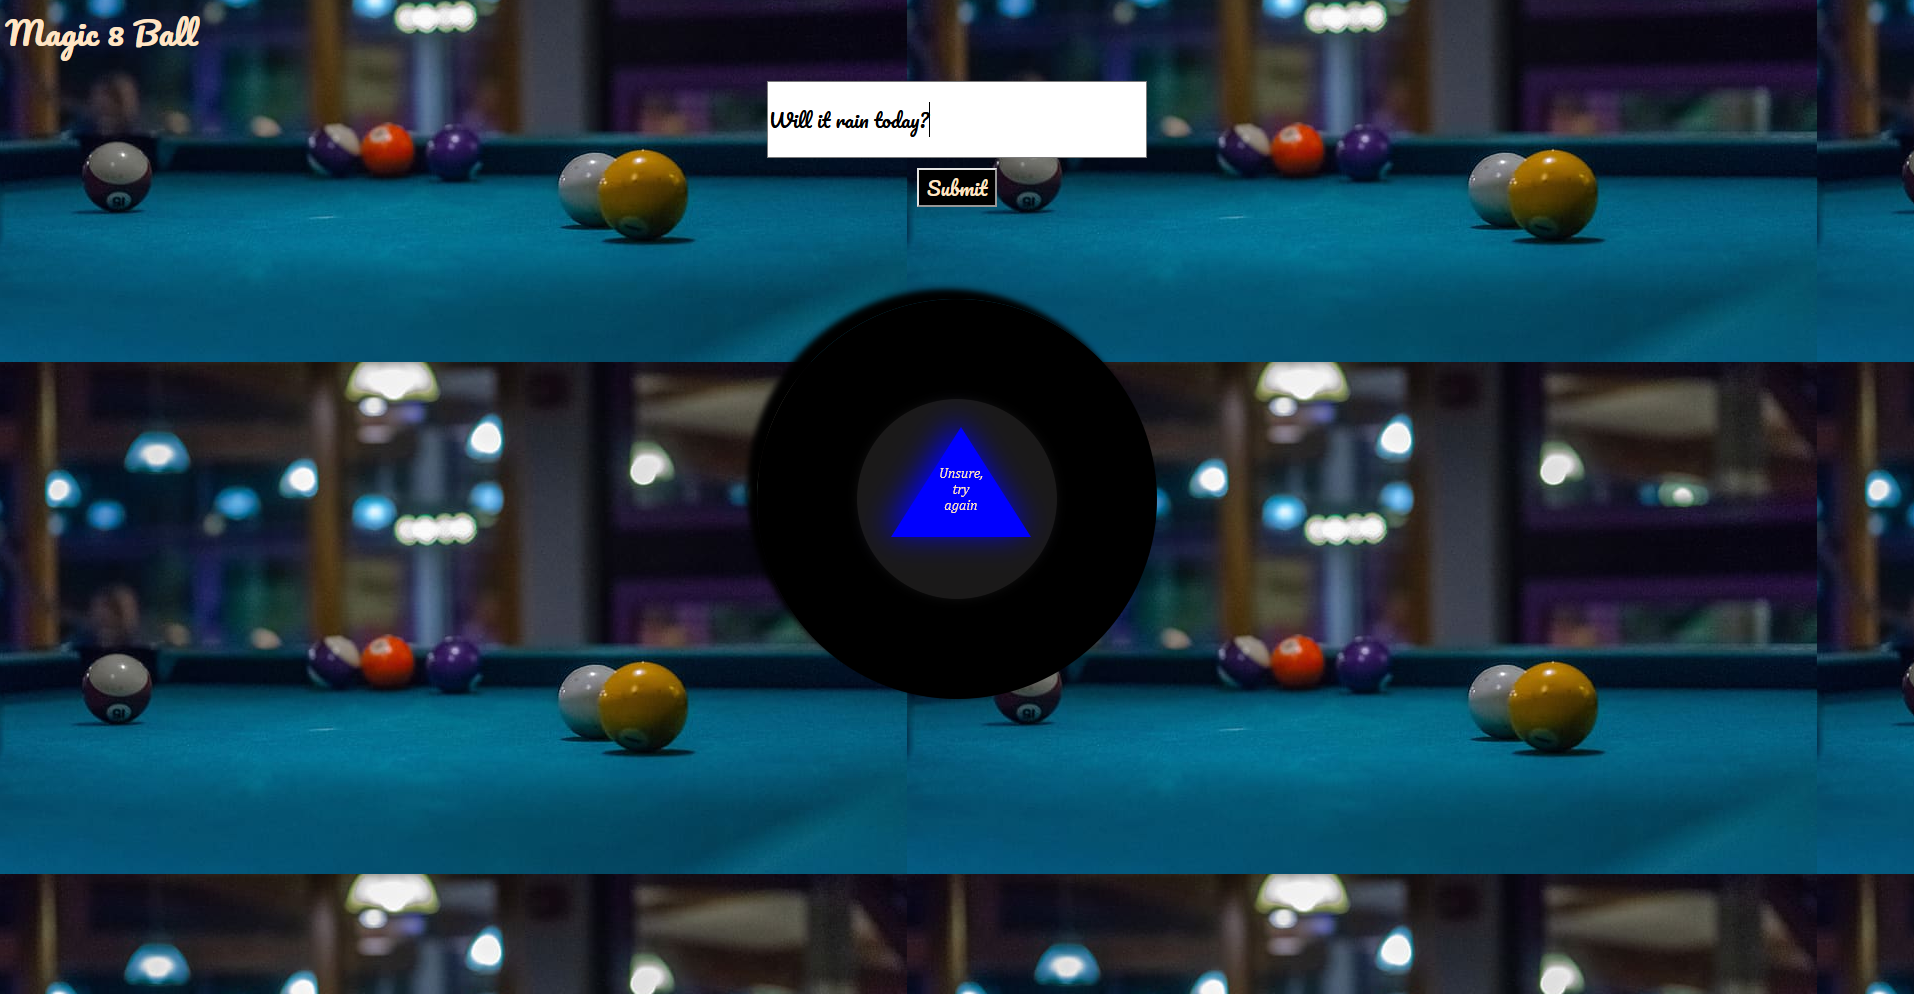 Magic 8 Ball
Will it rain today?
Submit
Unsure,
try
again